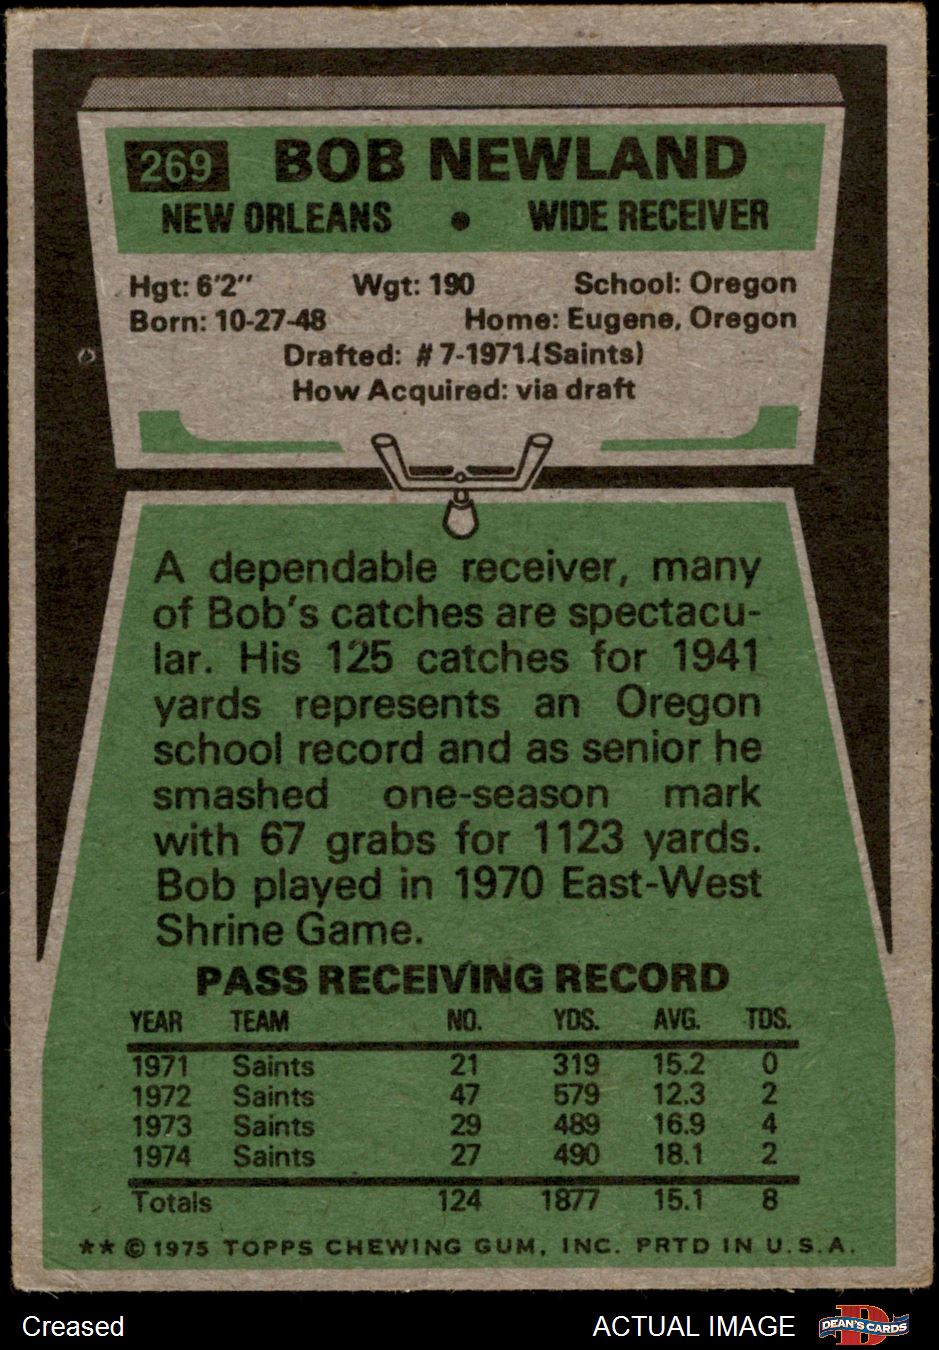 269 BOB NEWLAND
NEW ORLEANS • WIDE RECEIVER
Hgt: 6'2" Wgt: 190 School: Oregon
Born: 10-27-48 Home: Eugene, Oregon
Drafted: #7-1971 (Saints)
How Acquired: via draft
A dependable receiver, many
of Bob's catches are spectacu-
lar. His 125 catches for 1941
yards represents an Oregon
school record and as senior he
smashed one-season mark
with 67 grabs for 1123 yards.
Bob played in 1970 East-West
Shrine Game.
PASS RECEIVING RECORD
YEAR TEAM NO. YDS. AVG. TDS.
1971 Saints 21 319 15.2 0
1972 Saints 47 579 12.3 2
1973 Saints 29 489 16.9 4
1974 Saints 27 490 18.1 2
Totals 124 1877 15.1 8
** © 1975 TOPPS CHEWING GUM, INC. PRTD IN U.S.A.
Creased ACTUAL IMAGE D DEAN'S CARDS